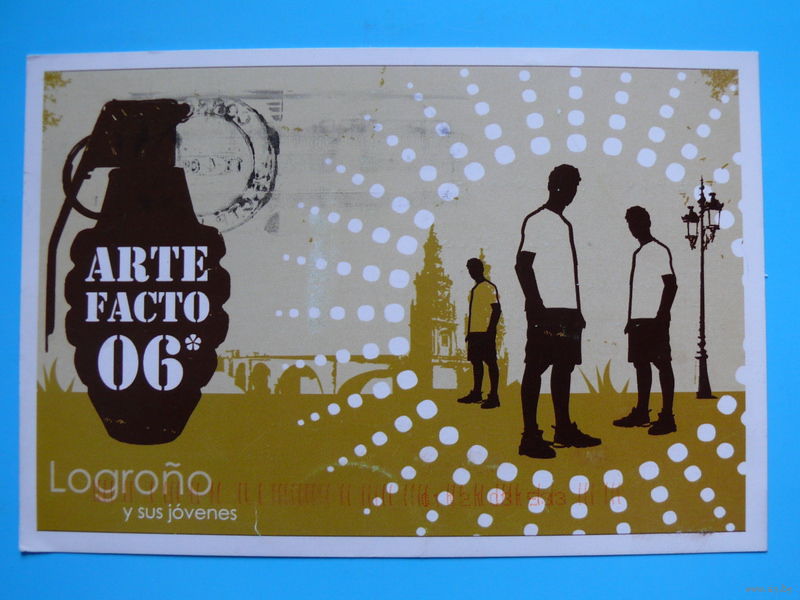 ARTE
FACTO
06*
Logroño
y sus jóvenes